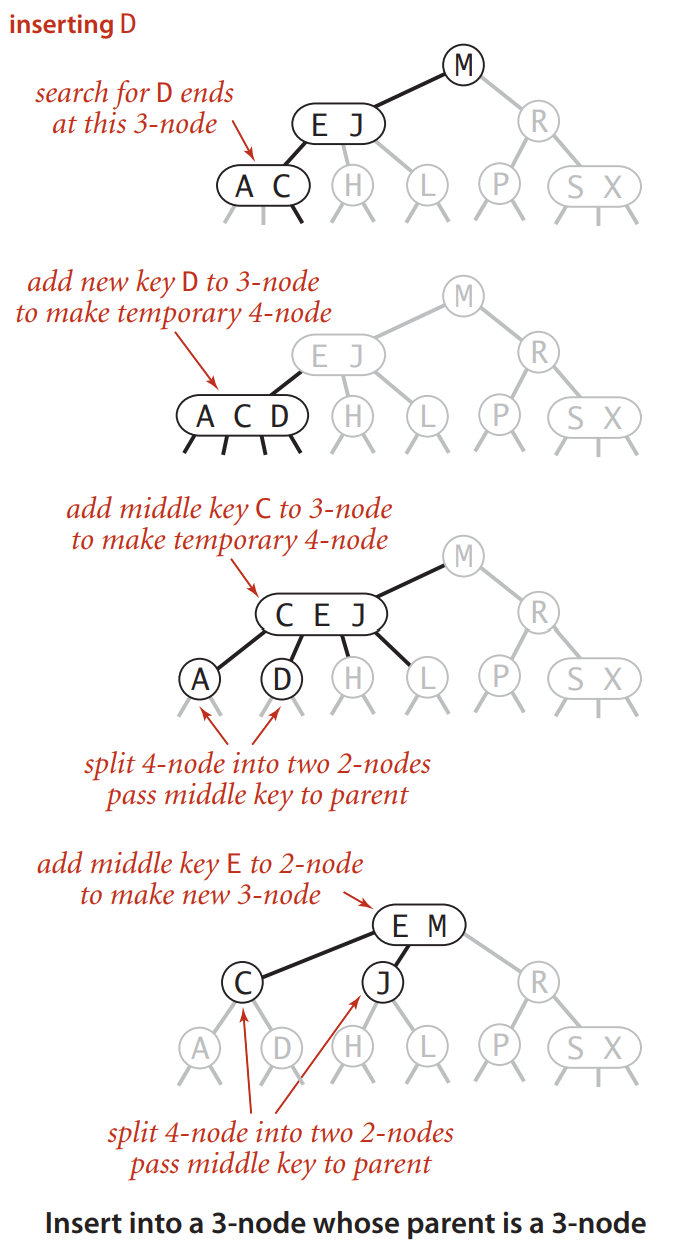 inserting D
M
search for D ends
at this 3-node
E J
R
A C
H
L
P
S X
add new key D to 3-node
to make temporary 4-node
M
E J
R
A C D
H
L
P
S X
add middle key C to 3-node
to make temporary 4-node
M
C E J
R
A
D
H
L
P
S X
split 4-node into two 2-nodes
pass middle key to parent
add middle key E to 2-node
to make new 3-node
E M
C
J
R
A
D
H
L
P
S X
split 4-node into two 2-nodes
pass middle key to parent
Insert into a 3-node whose parent is a 3-node